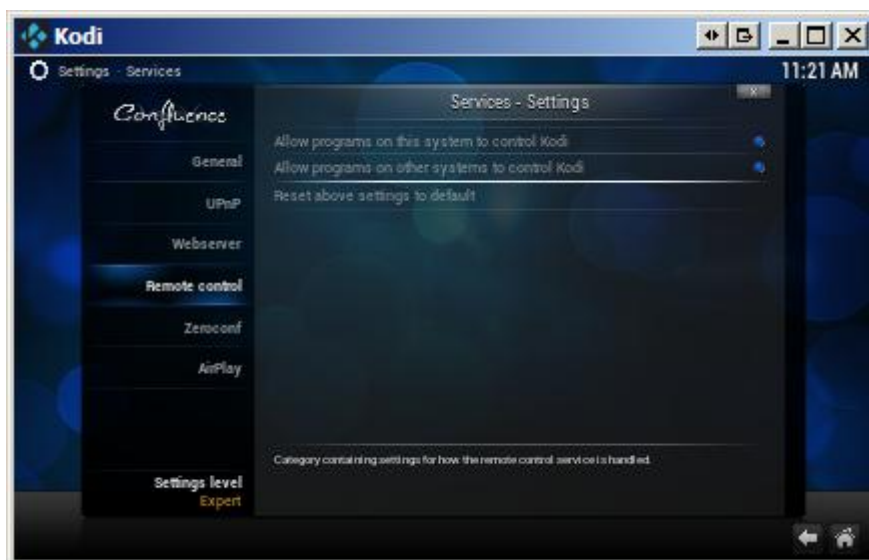 Kodi
Settings - Services
11:21 AM
Confluence
Services - Settings
General
UPnP
Webserver
Remote control
Zeroconf
AirPlay
Allow programs on this system to control Kodi
Allow programs on other systems to control Kodi
Reset above settings to default
Category containing settings for how the remote control service is handled.
Settings level
Expert